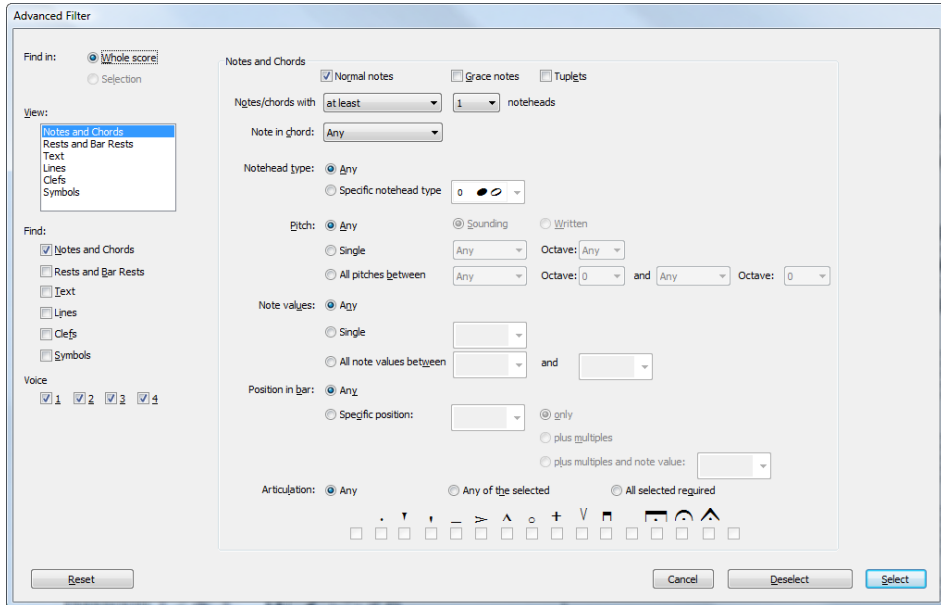 Advanced Filter
Find in:
Whole score
Selection
View:
Notes and Chords
Rests and Bar Rests
Text
Lines
Clefs
Symbols
Find:
Notes and Chords
Rests and Bar Rests
Text
Lines
Clefs
Symbols
Voice
1 2 3 4
Notes and Chords
Normal notes Grace notes Tuplets
Notes/chords with at least 1 noteheads
Note in chord: Any
Notehead type: Any
Specific notehead type 0
Pitch: Any Sounding Written
Single Any Octave: Any
All pitches between Any Octave: 0 and Any Octave: 0
Note values: Any
Single
All note values between and
Position in bar: Any
Specific position: only
plus multiples
plus multiples and note value:
Articulation: Any Any of the selected All selected required
Reset Cancel Deselect Select